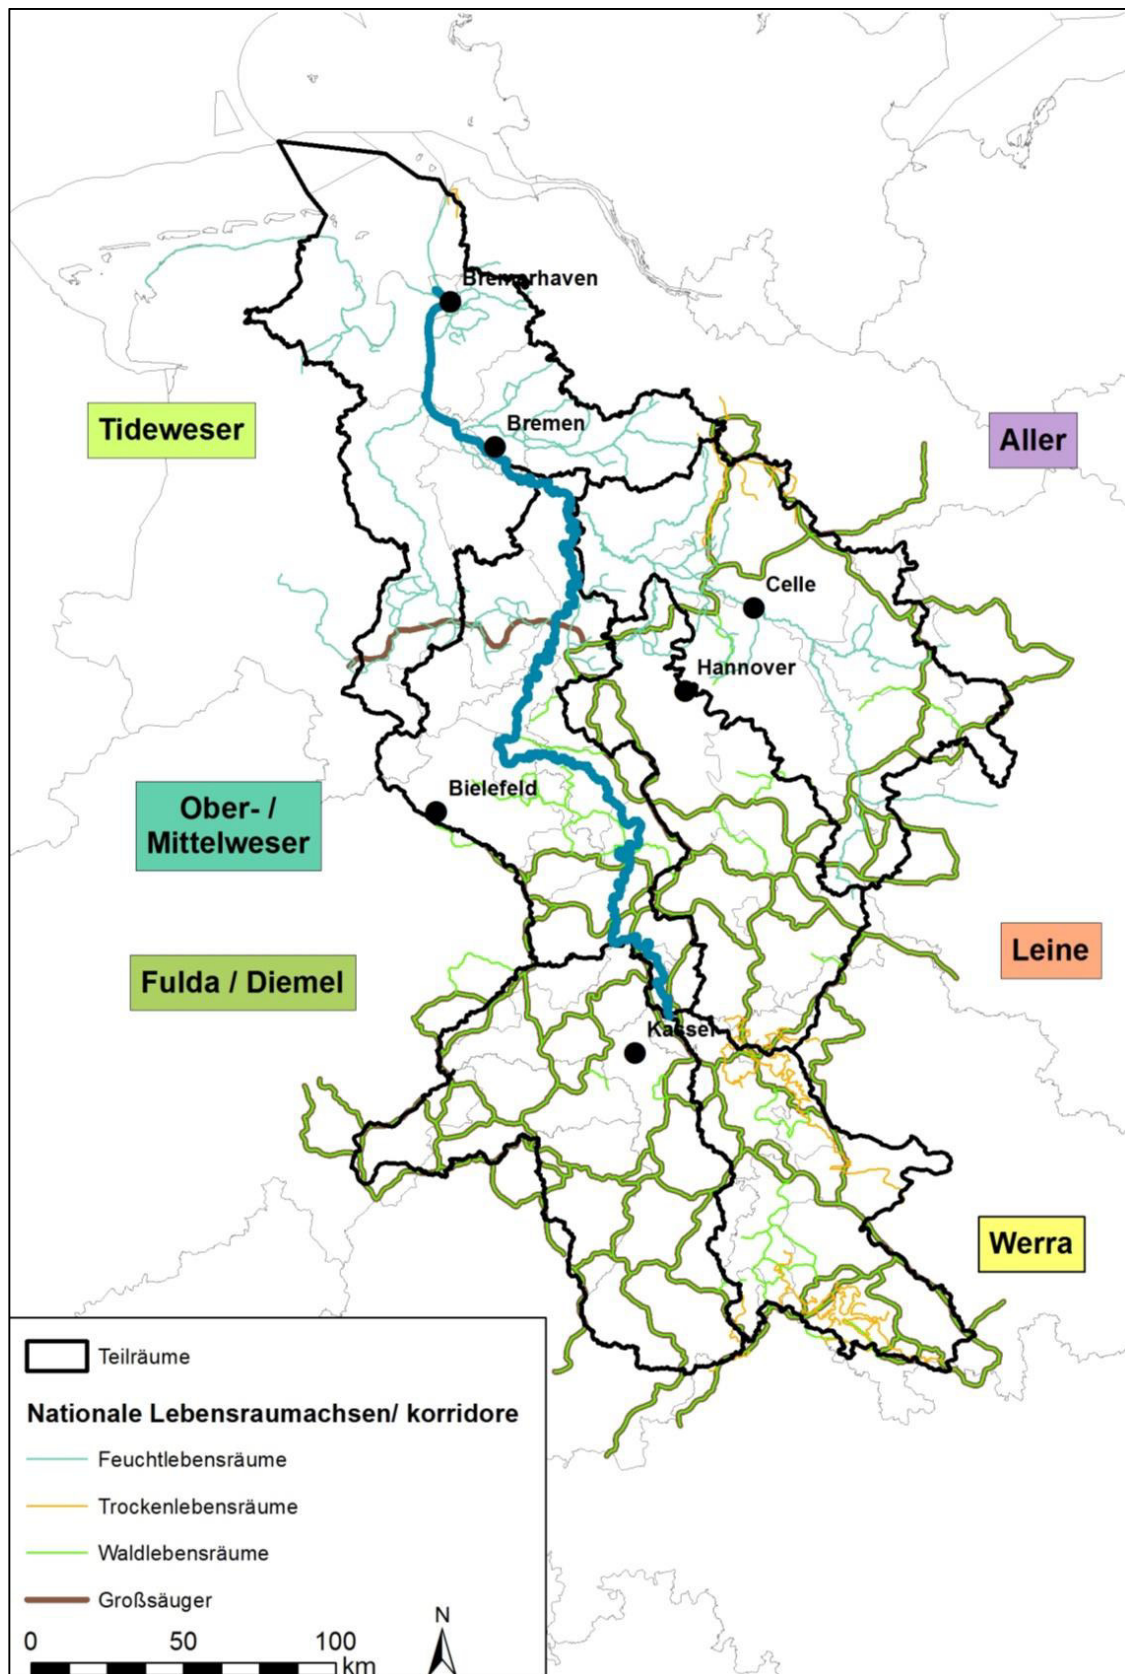 Bremerhaven
Tideweser
Bremen
Aller
Celle
Hannover
Ober- /
Mittelweser
Bielefeld
Fulda / Diemel
Leine
Kassel
Werra
Teilräume
Nationale Lebensraumachsen/ korridore
Feuchtlebensräume
Trockenlebensräume
Waldlebensräume
Großsäuger
0 50 100
km
N